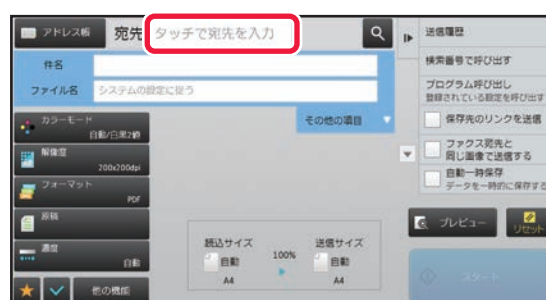 アドレス帳
宛先
タッチで宛先を入力
件名
ファイル名
システムの設定に従う
その他の項目
カラーモード
自動/白黒2値
解像度
200x200dpi
フォーマット
PDF
原稿
濃度
自動
他の機能
読込サイズ
自動
A4
100%
送信サイズ
自動
A4
送信履歴
検索番号で呼び出す
プログラム呼び出し
登録されている設定を呼び出す
保存先のリンクを送信
ファクス宛先と
同じ画像で送信する
自動一時保存
データを一時的に保存する
プレビュー
リセット
スタート